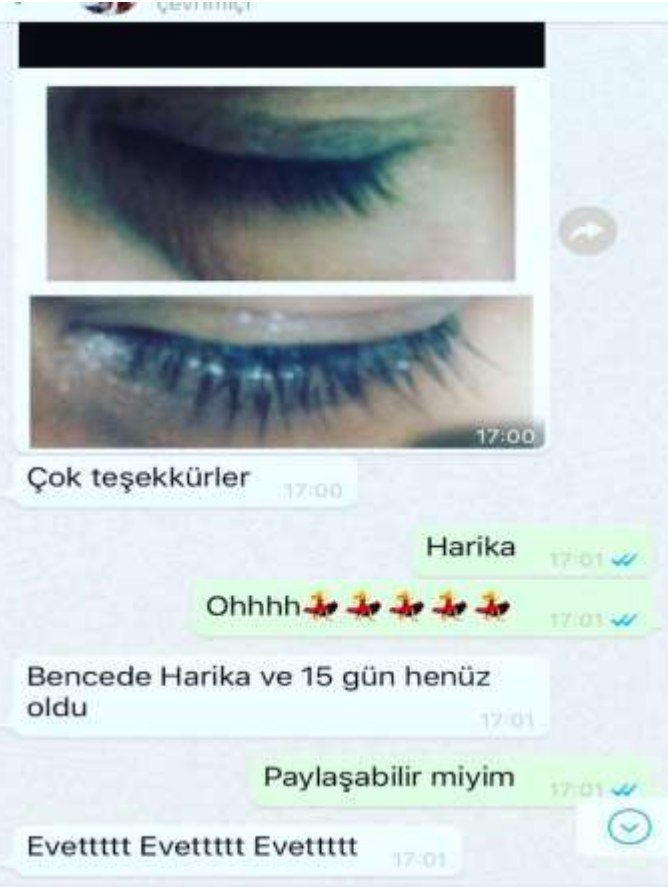 çevrimiçi
17:00
Çok teşekkürler
17:00
Harika
17:01
Ohhhh💃💃💃💃💃
17:01
Bencede Harika ve 15 gün henüz
oldu
17:01
Paylaşabilir miyim
17:01
Evettttt Evettttt Evettttt
17:01